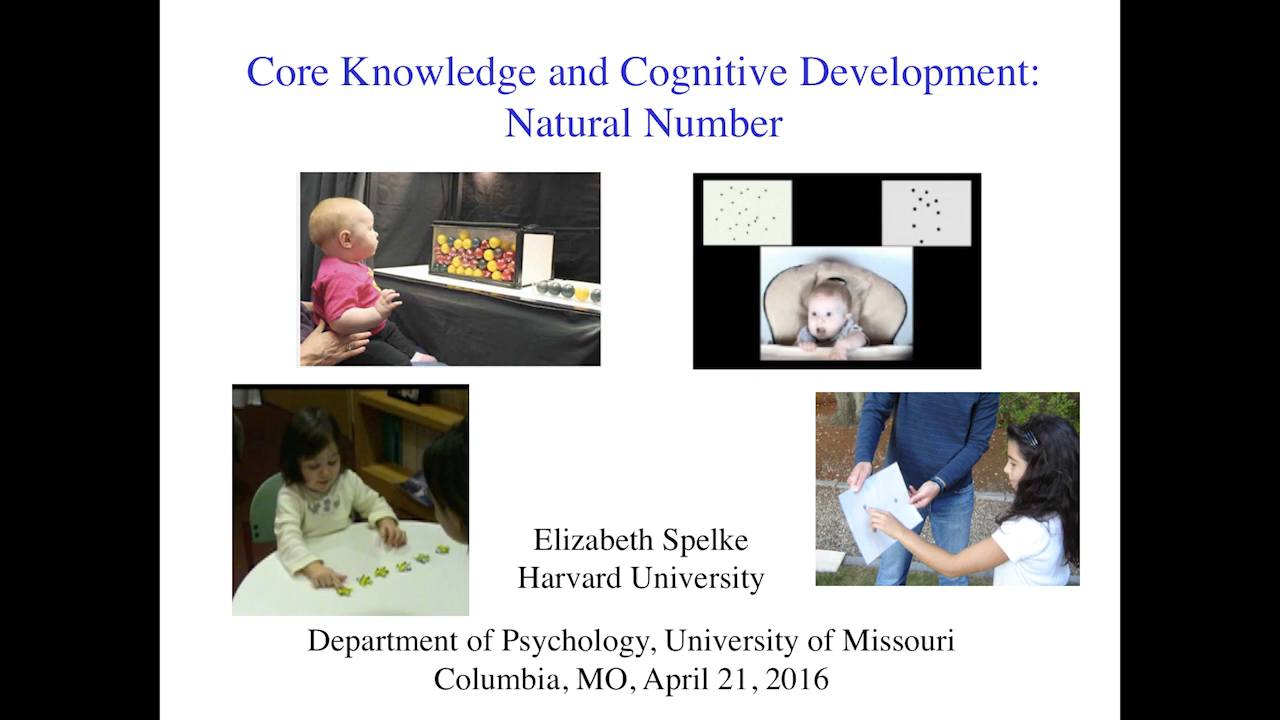 Core Knowledge and Cognitive Development:
Natural Number
Elizabeth Spelke
Harvard University
Department of Psychology, University of Missouri
Columbia, MO, April 21, 2016